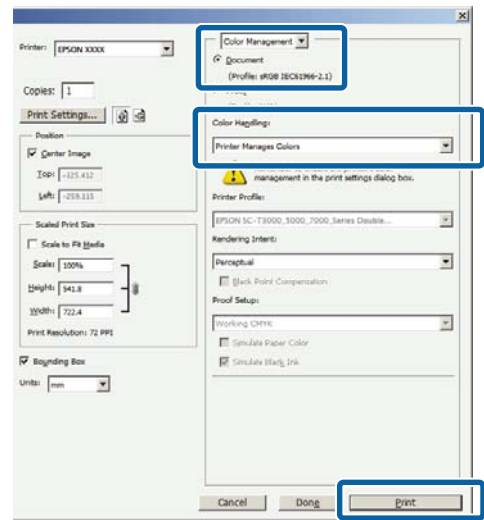 Printer: EPSON XXXX
Copies: 1
Print Settings...
Position
Center Image
Top: -125.412
Left: -259.115
Scaled Print Size
Scale to Fit Media
Scale: 100%
Height: 541.8
Width: 722.4
Print Resolution: 72 PPI
Bounding Box
Units: mm
Color Management
Document
(Profile: sRGB IEC61966-2.1)
Color Handling:
Printer Manages Colors
management in the print settings dialog box.
Printer Profile:
EPSON SC-T3000_5000_7000_Series Double...
Rendering Intent:
Perceptual
Black Point Compensation
Proof Setup:
Working CMYK
Simulate Paper Color
Simulate Black Ink
Cancel
Done
Print